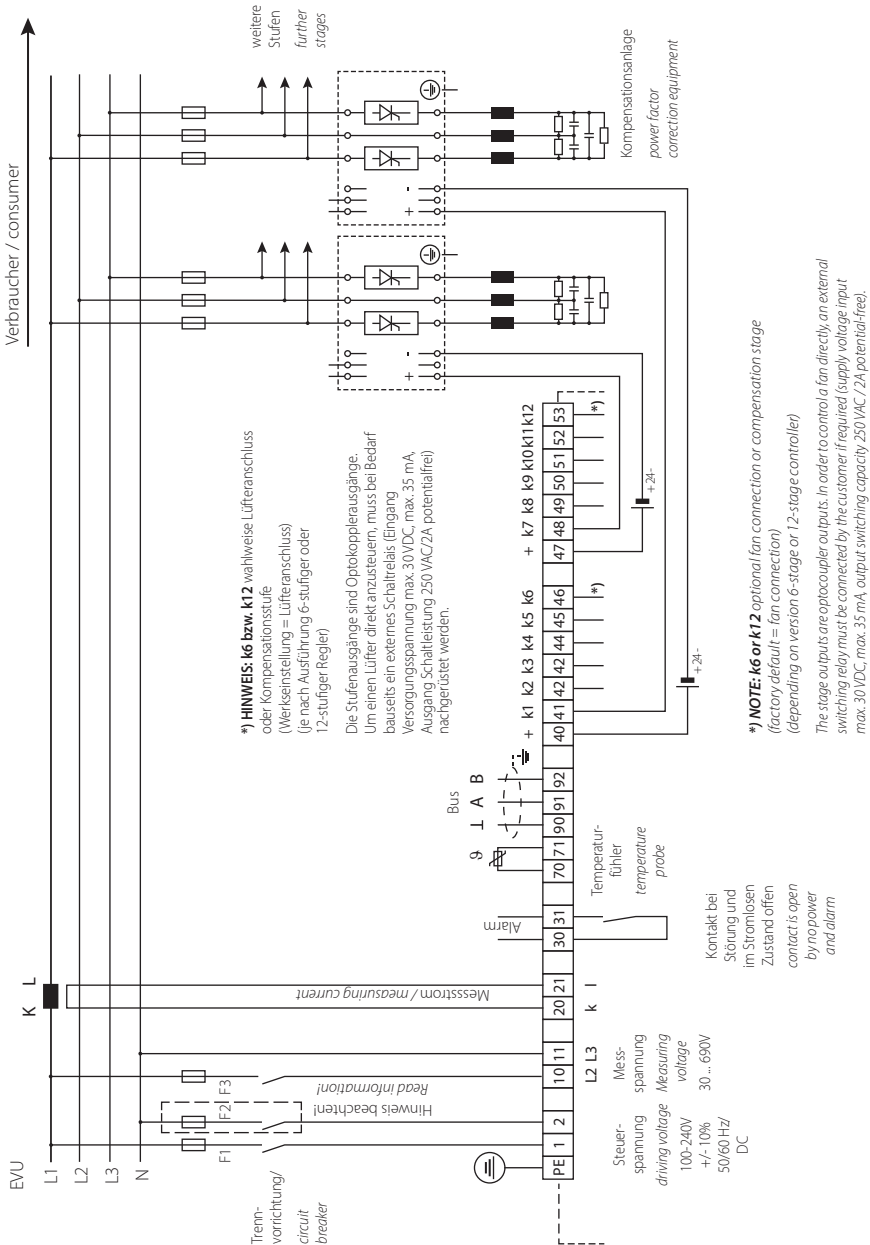 Verbraucher / consumer
EVU
L1
L2
L3
N
K L
weitere
Stufen
further
stages
Trenn-
vorrichtung/
circuit
breaker
F1
F2
F3
Hinweis beachten!
Read information!
Messstrom / measuring current
Alarm
ϑ
Bus
⊥ A B
*) HINWEIS: k6 bzw. k12 wahlweise Lüfteranschluss
oder Kompensationsstufe
(Werkseinstellung = Lüfteranschluss)
(je nach Ausführung 6-stufiger oder
12-stufiger Regler)
Die Stufenausgänge sind Optokopplerausgänge.
Um einen Lüfter direkt anzusteuern, muss bei Bedarf
bauseits ein externes Schaltrelais (Eingang
Versorgungsspannung max. 30 VDC, max. 35 mA,
Ausgang Schaltleistung 250 VAC/2A potentialfrei)
nachgerüstet werden.
+ -
+ -
Kompensationsanlage
power factor
correction equipment
+ k1 k2 k3 k4 k5 k6 + k7 k8 k9 k10 k11 k12
PE 1 2 10 11 20 21 30 31 70 71 90 91 92 40 41 42 42 44 45 46 47 48 49 50 51 52 53
L2 L3
k l
*)
*)
+24-
+24-
Steuer-
spannung
driving voltage
100-240V
+/- 10%
50/60 Hz/
DC
Mess-
spannung
Measuring
voltage
30 ... 690V
Kontakt bei
Störung und
im Stromlosen
Zustand offen
contact is open
by no power
and alarm
Temperatur-
fühler
temperature
probe
*) NOTE: k6 or k12 optional fan connection or compensation stage
(factory default = fan connection)
(depending on version 6-stage or 12-stage controller)
The stage outputs are optocoupler outputs. In order to control a fan directly, an external
switching relay must be connected by the customer if required (supply voltage input
max. 30 VDC, max. 35 mA, output switching capacity 250 VAC / 2A potential-free).